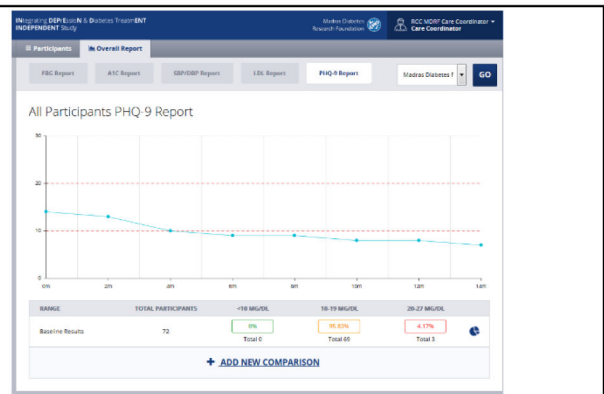 INtegrating DEPrEssioN & Diabetes TreatmENT
INDEPENDENT Study
Madras Diabetes
Research Foundation
RCC MDRF Care Coordinator
Care Coordinator
Participants
Overall Report
FBG Report
A1C Report
SBP/DBP Report
LDL Report
PHQ-9 Report
Madras Diabetes F
GO
All Participants PHQ-9 Report
30
20
10
0
0m
2m
4m
6m
8m
10m
12m
14m
RANGE TOTAL PARTICIPANTS <10 MG/DL 10-19 MG/DL 20-27 MG/DL
Baseline Results 72 0% 95.83% 4.17%
Total 0 Total 69 Total 3
+ ADD NEW COMPARISON